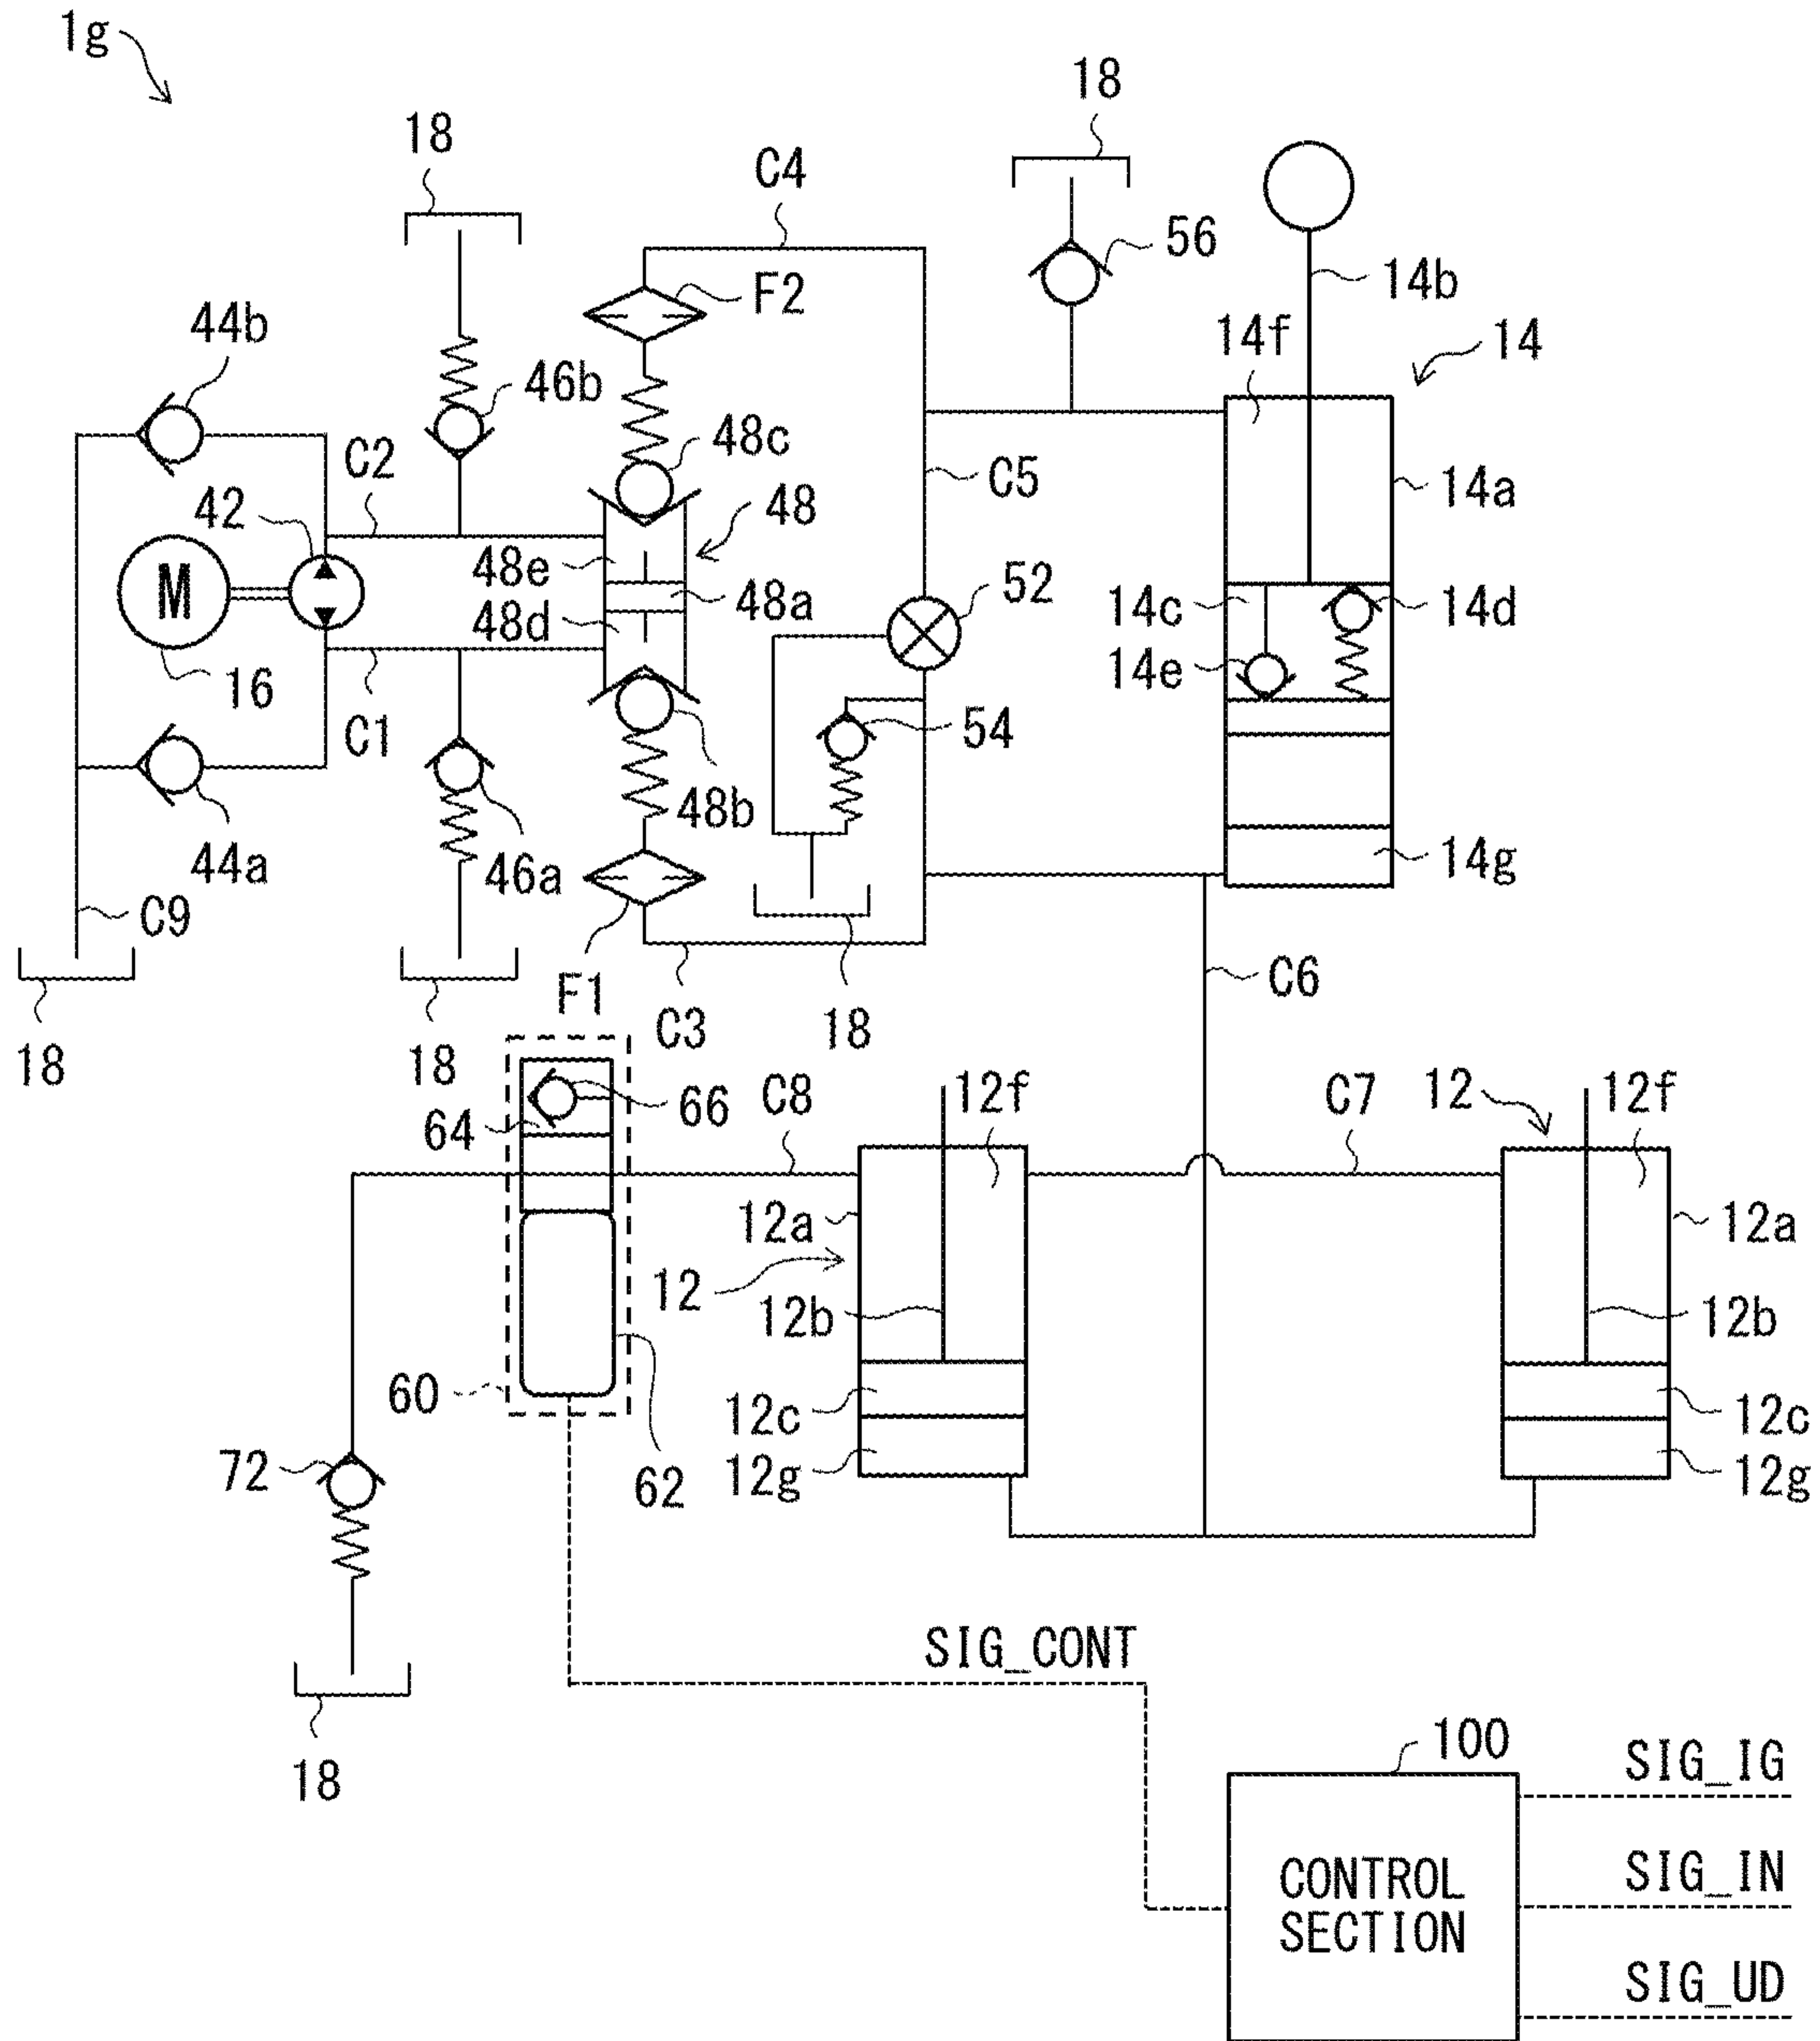 1g
18
18
C4
F2
56
14b
14f
14
44b
46b
C2
48c
C5
14a
42
48
M
48e
48a
52
14c
14d
48d
14e
16
C1
54
48b
14g
44a
46a
C9
F1
C3
18
C6
18
18
66
C8
12f
C7
12
12f
64
12a
12a
12
12b
12b
60
12c
12c
72
62
12g
12g
SIG_CONT
18
100
SIG_IG
CONTROL
SECTION
SIG_IN
SIG_UD